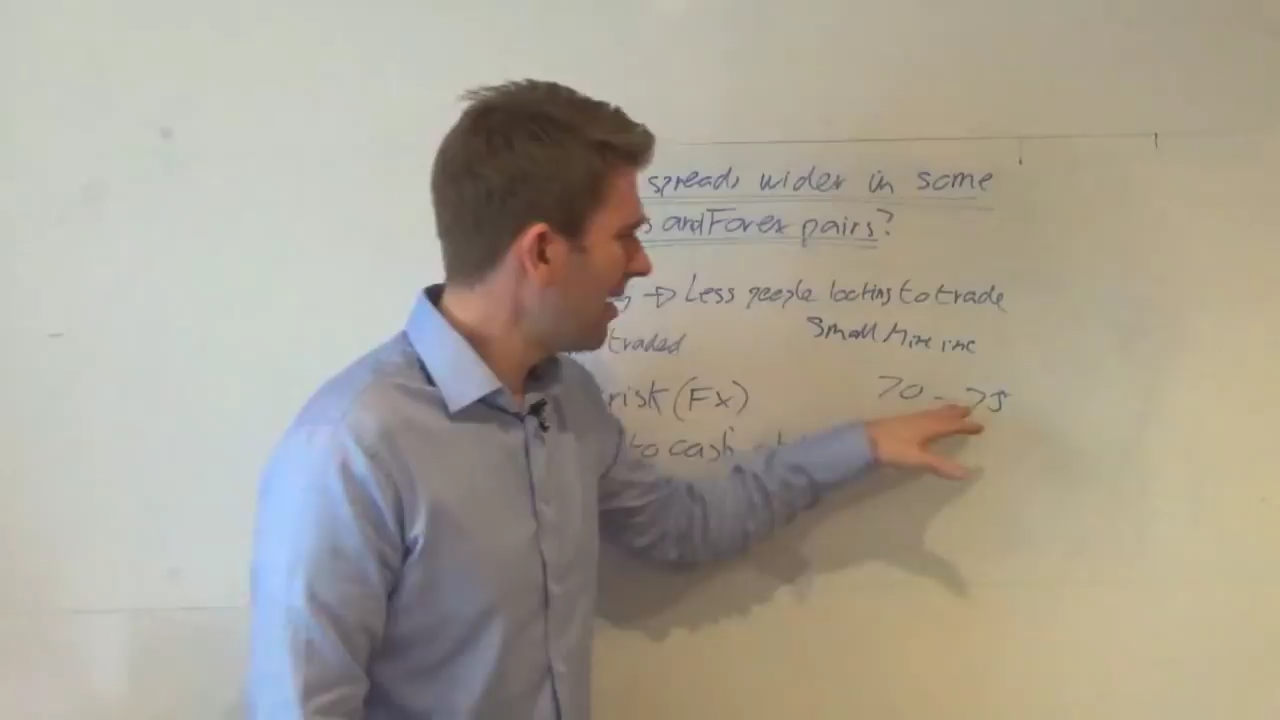 spreads wider in some
and Forex pairs?
→ Less people looking to trade
traded
Small Mine inc
risk (Fx)
70 - 75
to cash